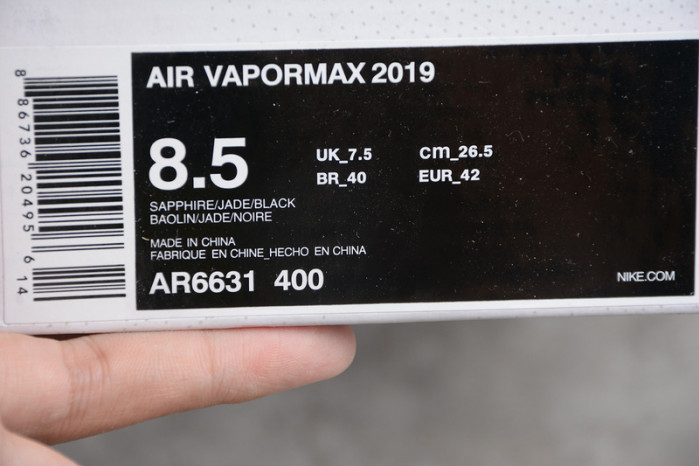 AIR VAPORMAX 2019
8.5
UK_7.5 cm_26.5
BR_40 EUR_42
SAPPHIRE/JADE/BLACK
BAOLIN/JADE/NOIRE
MADE IN CHINA
FABRIQUE EN CHINE_HECHO EN CHINA
AR6631 400
NIKE.COM
8 86736 20495 6 14